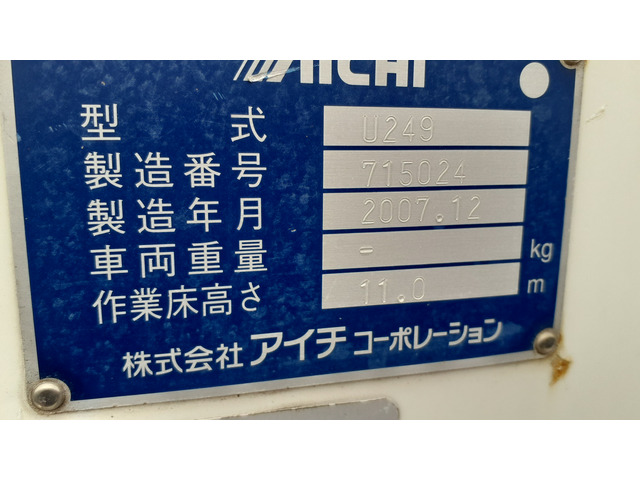 AICHI
型 式 U249
製造番号 715024
製造年月 2007.12
車両重量 - kg
作業床高さ 11.0 m
株式会社 アイチ コーポレーション